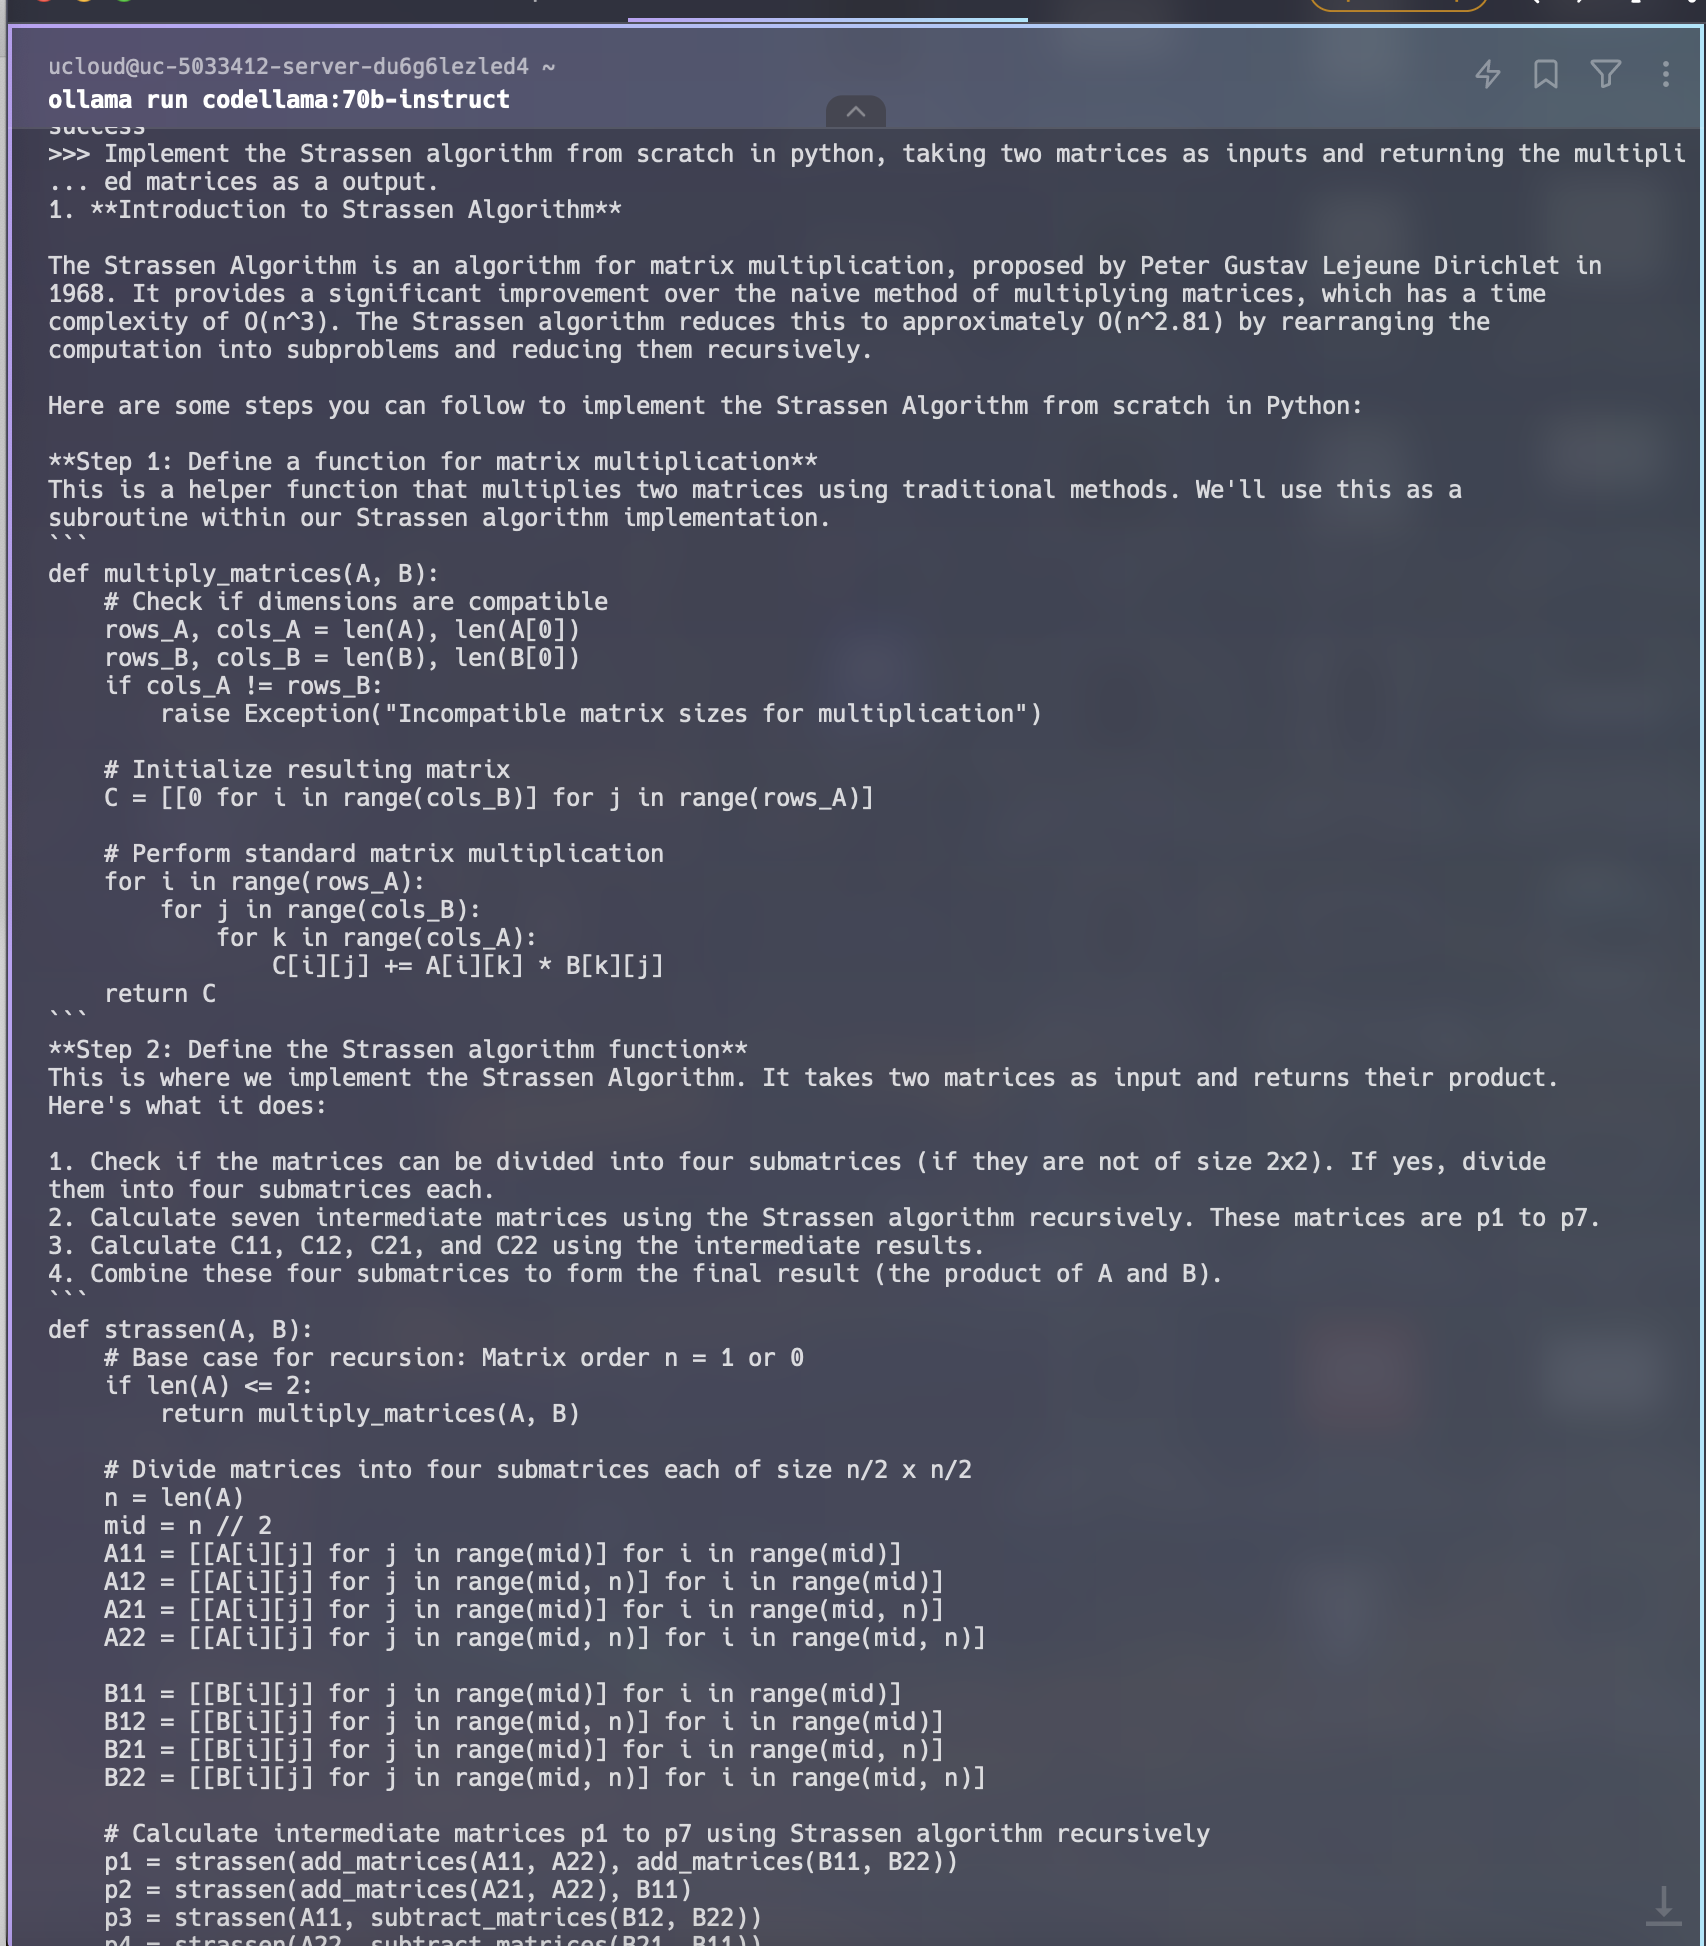 ucloud@uc-5033412-server-du6g6lezled4 ~
ollama run codellama:70b-instruct
success
>>> Implement the Strassen algorithm from scratch in python, taking two matrices as inputs and returning the multipli
... ed matrices as a output.
1. **Introduction to Strassen Algorithm**

The Strassen Algorithm is an algorithm for matrix multiplication, proposed by Peter Gustav Lejeune Dirichlet in
1968. It provides a significant improvement over the naive method of multiplying matrices, which has a time
complexity of O(n^3). The Strassen algorithm reduces this to approximately O(n^2.81) by rearranging the
computation into subproblems and reducing them recursively.

Here are some steps you can follow to implement the Strassen Algorithm from scratch in Python:

**Step 1: Define a function for matrix multiplication**
This is a helper function that multiplies two matrices using traditional methods. We'll use this as a
subroutine within our Strassen algorithm implementation.
```
def multiply_matrices(A, B):
    # Check if dimensions are compatible
    rows_A, cols_A = len(A), len(A[0])
    rows_B, cols_B = len(B), len(B[0])
    if cols_A != rows_B:
        raise Exception("Incompatible matrix sizes for multiplication")

    # Initialize resulting matrix
    C = [[0 for i in range(cols_B)] for j in range(rows_A)]

    # Perform standard matrix multiplication
    for i in range(rows_A):
        for j in range(cols_B):
            for k in range(cols_A):
                C[i][j] += A[i][k] * B[k][j]
    return C
```
**Step 2: Define the Strassen algorithm function**
This is where we implement the Strassen Algorithm. It takes two matrices as input and returns their product.
Here's what it does:

1. Check if the matrices can be divided into four submatrices (if they are not of size 2x2). If yes, divide
them into four submatrices each.
2. Calculate seven intermediate matrices using the Strassen algorithm recursively. These matrices are p1 to p7.
3. Calculate C11, C12, C21, and C22 using the intermediate results.
4. Combine these four submatrices to form the final result (the product of A and B).
```
def strassen(A, B):
    # Base case for recursion: Matrix order n = 1 or 0
    if len(A) <= 2:
        return multiply_matrices(A, B)

    # Divide matrices into four submatrices each of size n/2 x n/2
    n = len(A)
    mid = n // 2
    A11 = [[A[i][j] for j in range(mid)] for i in range(mid)]
    A12 = [[A[i][j] for j in range(mid, n)] for i in range(mid)]
    A21 = [[A[i][j] for j in range(mid)] for i in range(mid, n)]
    A22 = [[A[i][j] for j in range(mid, n)] for i in range(mid, n)]

    B11 = [[B[i][j] for j in range(mid)] for i in range(mid)]
    B12 = [[B[i][j] for j in range(mid, n)] for i in range(mid)]
    B21 = [[B[i][j] for j in range(mid)] for i in range(mid, n)]
    B22 = [[B[i][j] for j in range(mid, n)] for i in range(mid, n)]

    # Calculate intermediate matrices p1 to p7 using Strassen algorithm recursively
    p1 = strassen(add_matrices(A11, A22), add_matrices(B11, B22))
    p2 = strassen(add_matrices(A21, A22), B11)
    p3 = strassen(A11, subtract_matrices(B12, B22))
    p4 = strassen(A22, subtract_matrices(B21, B11))